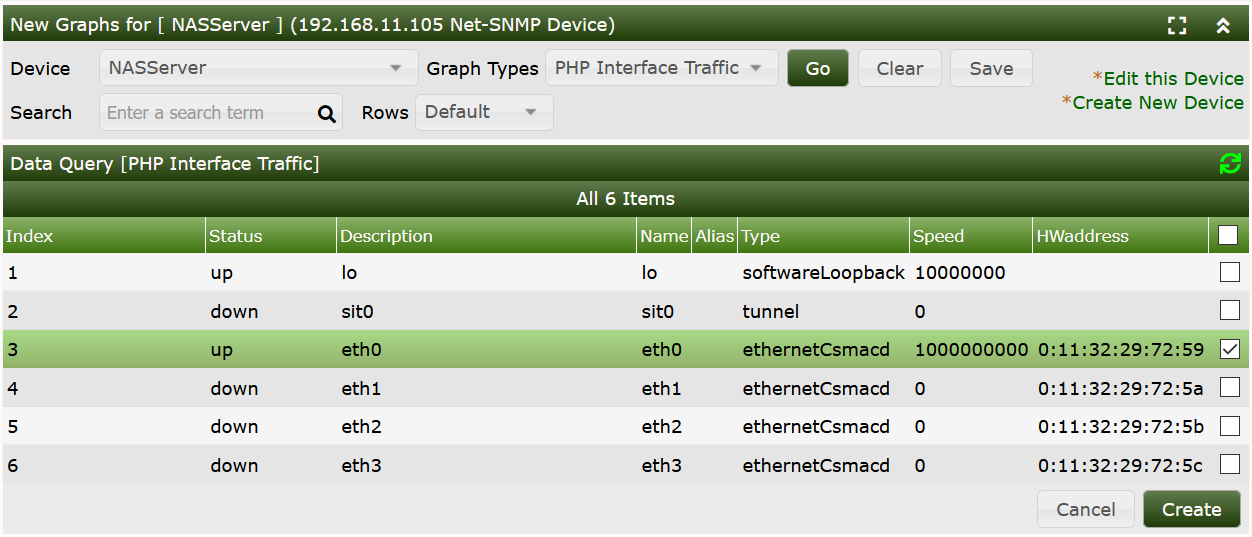 New Graphs for [ NASServer ] (192.168.11.105 Net-SNMP Device)
Device NASServer Graph Types PHP Interface Traffic Go Clear Save
*Edit this Device
*Create New Device
Search Enter a search term Rows Default
Data Query [PHP Interface Traffic]
All 6 Items
Index Status Description Name Alias Type Speed HWaddress
1 up lo lo softwareLoopback 10000000
2 down sit0 sit0 tunnel 0
3 up eth0 eth0 ethernetCsmacd 1000000000 0:11:32:29:72:59
4 down eth1 eth1 ethernetCsmacd 0 0:11:32:29:72:5a
5 down eth2 eth2 ethernetCsmacd 0 0:11:32:29:72:5b
6 down eth3 eth3 ethernetCsmacd 0 0:11:32:29:72:5c
Cancel Create